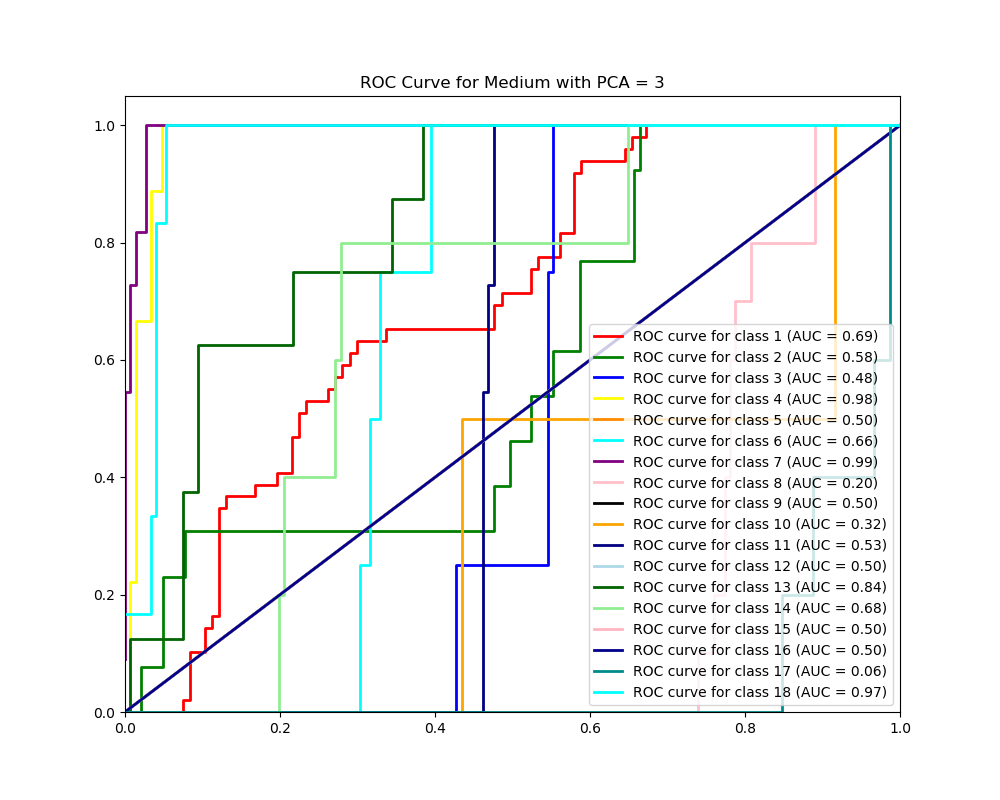 ROC Curve for Medium with PCA = 3
1.0
0.8
0.6
0.4
0.2
0.0
ROC curve for class 1 (AUC = 0.69)
ROC curve for class 2 (AUC = 0.58)
ROC curve for class 3 (AUC = 0.48)
ROC curve for class 4 (AUC = 0.98)
ROC curve for class 5 (AUC = 0.50)
ROC curve for class 6 (AUC = 0.66)
ROC curve for class 7 (AUC = 0.99)
ROC curve for class 8 (AUC = 0.20)
ROC curve for class 9 (AUC = 0.50)
ROC curve for class 10 (AUC = 0.32)
ROC curve for class 11 (AUC = 0.53)
ROC curve for class 12 (AUC = 0.50)
ROC curve for class 13 (AUC = 0.84)
ROC curve for class 14 (AUC = 0.68)
ROC curve for class 15 (AUC = 0.50)
ROC curve for class 16 (AUC = 0.50)
ROC curve for class 17 (AUC = 0.06)
ROC curve for class 18 (AUC = 0.97)
0.0 0.2 0.4 0.6 0.8 1.0